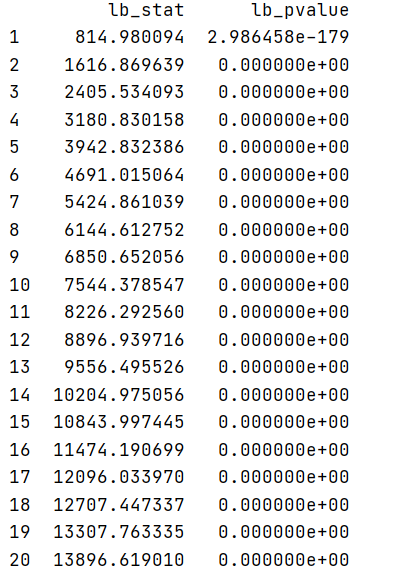 lb_stat lb_pvalue
1 814.980094 2.986458e-179
2 1616.869639 0.000000e+00
3 2405.534093 0.000000e+00
4 3180.830158 0.000000e+00
5 3942.832386 0.000000e+00
6 4691.015064 0.000000e+00
7 5424.861039 0.000000e+00
8 6144.612752 0.000000e+00
9 6850.652056 0.000000e+00
10 7544.378547 0.000000e+00
11 8226.292560 0.000000e+00
12 8896.939716 0.000000e+00
13 9556.495526 0.000000e+00
14 10204.975056 0.000000e+00
15 10843.997445 0.000000e+00
16 11474.190699 0.000000e+00
17 12096.033970 0.000000e+00
18 12707.447337 0.000000e+00
19 13307.763335 0.000000e+00
20 13896.619010 0.000000e+00